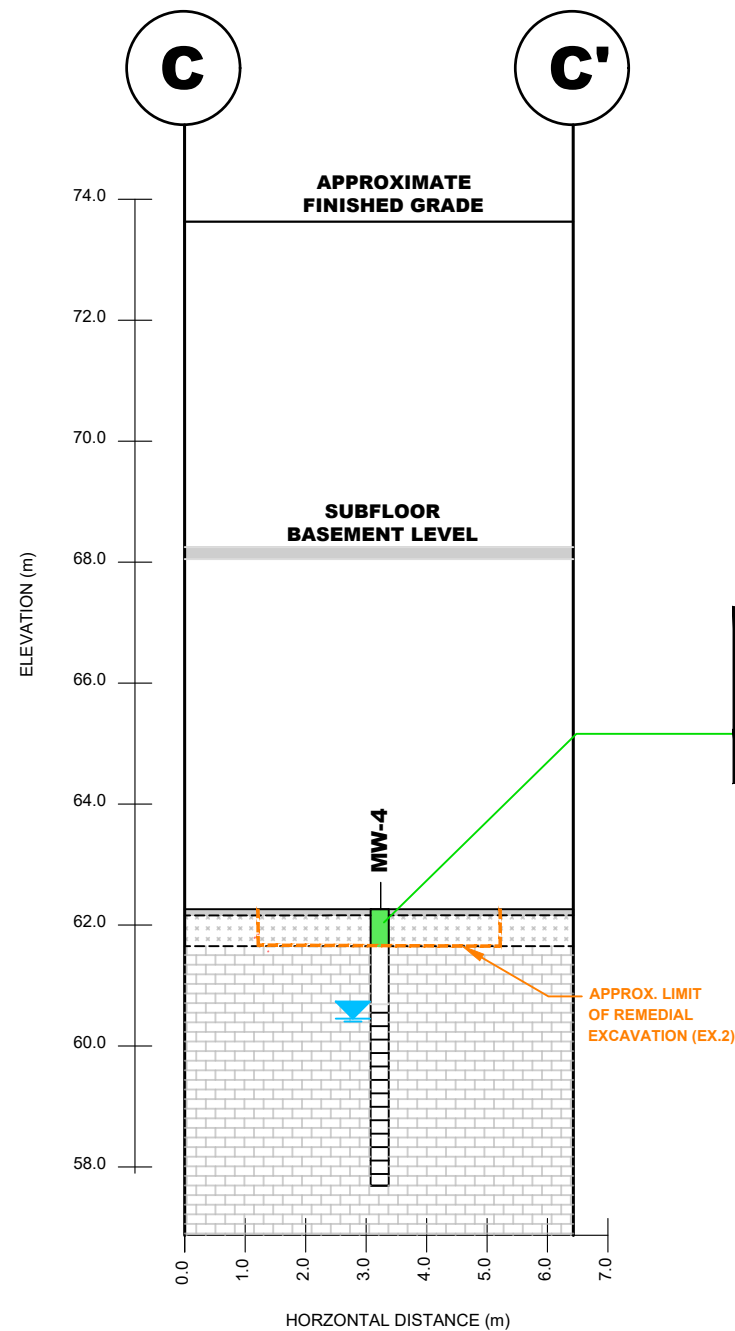 C
C'
APPROXIMATE
FINISHED GRADE
74.0
72.0
70.0
SUBFLOOR
BASEMENT LEVEL
68.0
ELEVATION (m)
66.0
64.0
MW-4
62.0
APPROX. LIMIT
OF REMEDIAL
EXCAVATION (EX.2)
60.0
58.0
0.0
1.0
2.0
3.0
4.0
5.0
6.0
7.0
HORZONTAL DISTANCE (m)